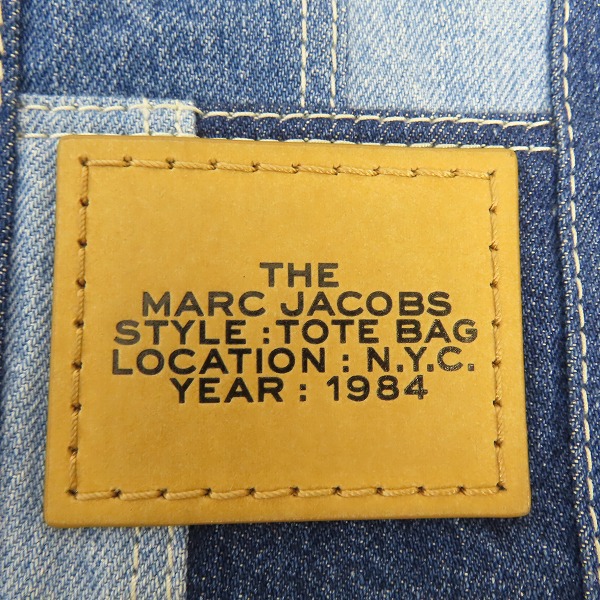 THE
MARC JACOBS
STYLE : TOTE BAG
LOCATION : N.Y.C.
YEAR : 1984